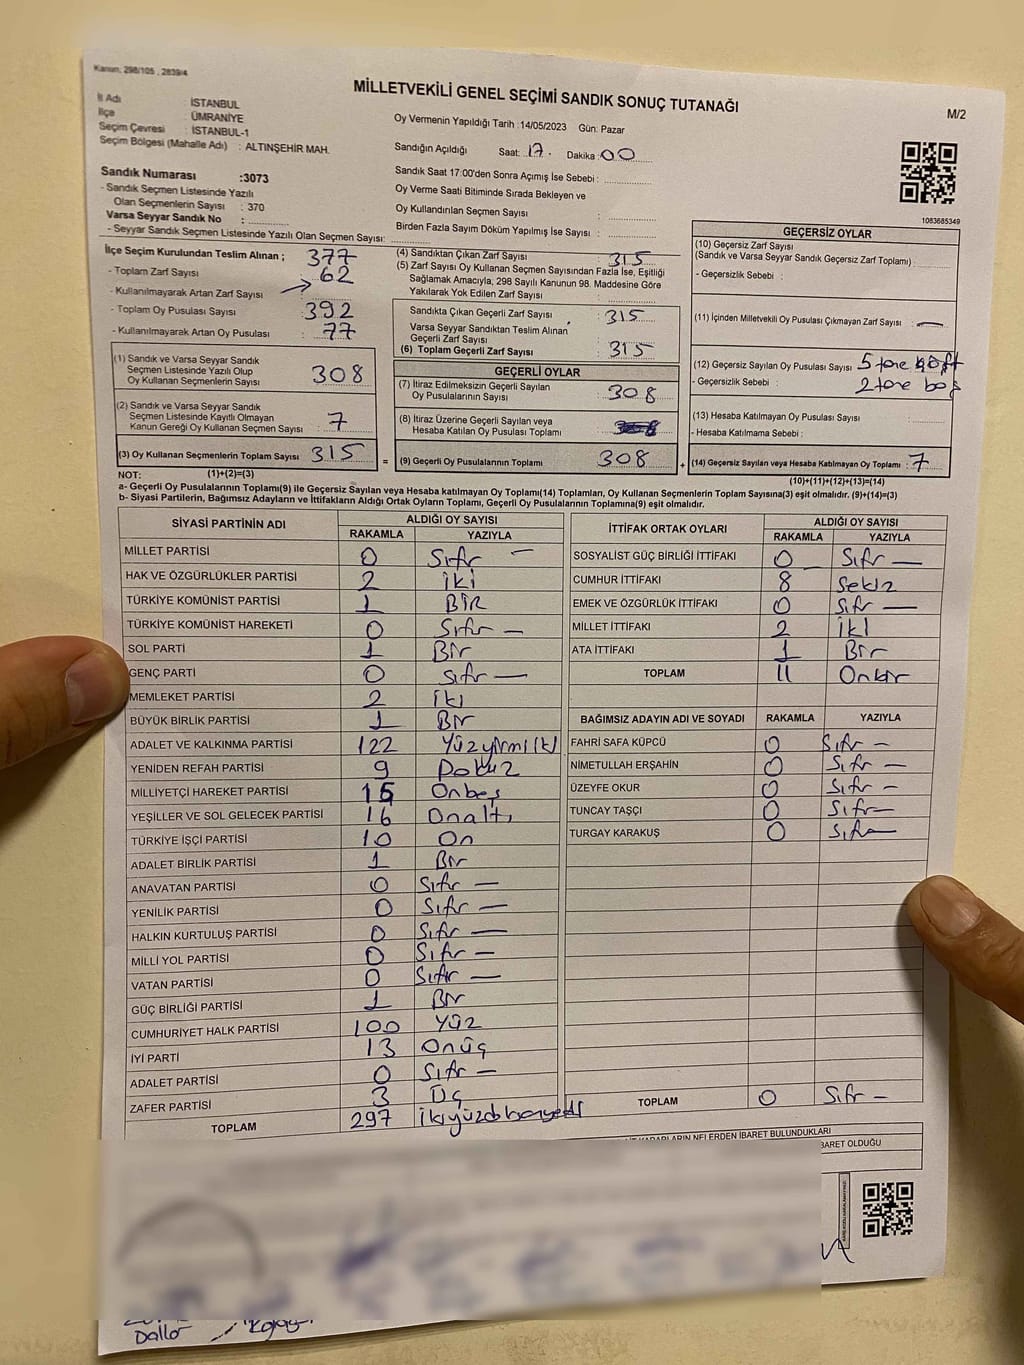 Kanun, 298/105 , 2839/4
MİLLETVEKİLİ GENEL SEÇİMİ SANDIK SONUÇ TUTANAĞI
M/2
İl Adı : İSTANBUL
İlçe : ÜMRANİYE
Seçim Çevresi : İSTANBUL-1
Seçim Bölgesi (Mahalle Adı) : ALTINŞEHİR MAH.
Sandık Numarası :3073
- Sandık Seçmen Listesinde Yazılı
Olan Seçmenlerin Sayısı : 370
Varsa Seyyar Sandık No :
- Seyyar Sandık Seçmen Listesinde Yazılı Olan Seçmen Sayısı:
Oy Vermenin Yapıldığı Tarih :14/05/2023 Gün: Pazar
Sandığın Açıldığı Saat: 17. Dakika: 00
Sandık Saat 17:00'den Sonra Açımış İse Sebebi :
Oy Verme Saati Bitiminde Sırada Bekleyen ve
Oy Kullandırılan Seçmen Sayısı :
Birden Fazla Sayım Döküm Yapılmış İse Sayısı :
1083685349
İlçe Seçim Kurulundan Teslim Alınan ; 377
- Toplam Zarf Sayısı : 62
- Kullanılmayarak Artan Zarf Sayısı :
- Toplam Oy Pusulası Sayısı : 392
- Kullanılmayarak Artan Oy Pusulası : 77
(1) Sandık ve Varsa Seyyar Sandık
Seçmen Listesinde Yazılı Olup
Oy Kullanan Seçmenlerin Sayısı : 308
(2) Sandık ve Varsa Seyyar Sandık
Seçmen Listesinde Kayıtlı Olmayan
Kanun Gereği Oy Kullanan Seçmen Sayısı : 7
(3) Oy Kullanan Seçmenlerin Toplam Sayısı : 315
(4) Sandıktan Çıkan Zarf Sayısı : 315
(5) Zarf Sayısı Oy Kullanan Seçmen Sayısından Fazla İse, Eşitliği
Sağlamak Amacıyla, 298 Sayılı Kanunun 98. Maddesine Göre
Yakılarak Yok Edilen Zarf Sayısı :
Sandıkta Çıkan Geçerli Zarf Sayısı : 315
Varsa Seyyar Sandıktan Teslim Alınan
Geçerli Zarf Sayısı :
(6) Toplam Geçerli Zarf Sayısı : 315
GEÇERLİ OYLAR
(7) İtiraz Edilmeksizin Geçerli Sayılan
Oy Pusulalarının Sayısı : 308
(8) İtiraz Üzerine Geçerli Sayılan veya
Hesaba Katılan Oy Pusulası Toplamı :
= (9) Geçerli Oy Pusulalarının Toplamı : 308 +
GEÇERSİZ OYLAR
(10) Geçersiz Zarf Sayısı
(Sandık ve Varsa Seyyar Sandık Geçersiz Zarf Toplamı) :
- Geçersizlik Sebebi :
(11) İçinden Milletvekili Oy Pusulası Çıkmayan Zarf Sayısı : —
(12) Geçersiz Sayılan Oy Pusulası Sayısı : 5 tane
- Geçersizlik Sebebi : 2 tane boş
(13) Hesaba Katılmayan Oy Pusulası Sayısı :
- Hesaba Katılmama Sebebi :
(14) Geçersiz Sayılan veya Hesaba Katılmayan Oy Toplamı : 7
NOT: (1)+(2)=(3)
(10)+(11)+(12)+(13)=(14)
a- Geçerli Oy Pusulalarının Toplamı(9) ile Geçersiz Sayılan veya Hesaba katılmayan Oy Toplamı(14) Toplamları, Oy Kullanan Seçmenlerin Toplam Sayısına(3) eşit olmalıdır. (9)+(14)=(3)
b- Siyasi Partilerin, Bağımsız Adayların ve İttifakların Aldığı Ortak Oyların Toplamı, Geçerli Oy Pusulalarının Toplamına(9) eşit olmalıdır.
SİYASİ PARTİNİN ADI ALDIĞI OY SAYISI
RAKAMLA YAZIYLA
MİLLET PARTİSİ 0 Sıfır —
HAK VE ÖZGÜRLÜKLER PARTİSİ 2 İki
TÜRKİYE KOMÜNİST PARTİSİ 1 BİR
TÜRKİYE KOMÜNİST HAREKETİ 0 Sıfır —
SOL PARTİ 1 Bir
GENÇ PARTİ 0 Sıfır —
MEMLEKET PARTİSİ 2 İki
BÜYÜK BİRLİK PARTİSİ 1 Bir
ADALET VE KALKINMA PARTİSİ 122 Yüzyirmiiki
YENİDEN REFAH PARTİSİ 9 Dokuz
MİLLİYETÇİ HAREKET PARTİSİ 15 Onbeş
YEŞİLLER VE SOL GELECEK PARTİSİ 16 Onaltı
TÜRKİYE İŞÇİ PARTİSİ 10 On
ADALET BİRLİK PARTİSİ 1 Bir
ANAVATAN PARTİSİ 0 Sıfır —
YENİLİK PARTİSİ 0 Sıfır —
HALKIN KURTULUŞ PARTİSİ 0 Sıfır —
MİLLİ YOL PARTİSİ 0 Sıfır —
VATAN PARTİSİ 0 Sıfır —
GÜÇ BİRLİĞİ PARTİSİ 1 Bir
CUMHURİYET HALK PARTİSİ 100 Yüz
İYİ PARTİ 13 Onüç
ADALET PARTİSİ 0 Sıfır —
ZAFER PARTİSİ 3 Üç
TOPLAM 297 ikiyüzdoksanyedi
İTTİFAK ORTAK OYLARI ALDIĞI OY SAYISI
RAKAMLA YAZIYLA
SOSYALİST GÜÇ BİRLİĞİ İTTİFAKI 0 Sıfır —
CUMHUR İTTİFAKI 8 Sekiz
EMEK VE ÖZGÜRLÜK İTTİFAKI 0 Sıfır —
MİLLET İTTİFAKI 2 İki
ATA İTTİFAKI 1 Bir
TOPLAM 11 Onbir
BAĞIMSIZ ADAYIN ADI VE SOYADI RAKAMLA YAZIYLA
FAHRİ SAFA KÜPCÜ 0 Sıfır —
NİMETULLAH ERŞAHİN 0 Sıfır —
ÜZEYFE OKUR 0 Sıfır —
TUNCAY TAŞÇI 0 Sıfır —
TURGAY KARAKUŞ 0 Sıfır —
TOPLAM 0 Sıfır —
KARARLARIN NELERDEN İBARET BULUNDUKLARI
İBARET OLDUĞU